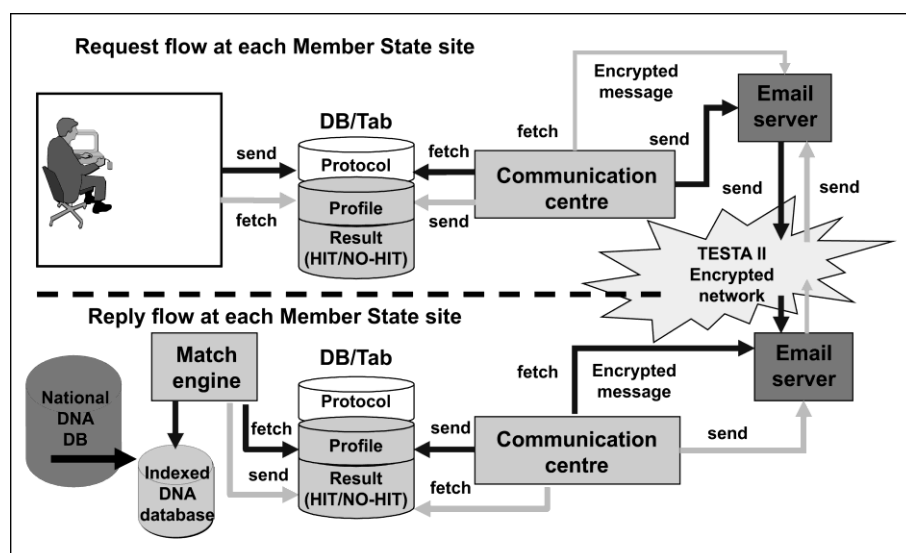 Request flow at each Member State site
Encrypted
message
Email
server
DB/Tab
fetch
send
send
Protocol
fetch
Communication
centre
send
send
fetch
Profile
send
Result
(HIT/NO-HIT)
TESTA II
Encrypted
network
Reply flow at each Member State site
Match
engine
DB/Tab
fetch
Encrypted
message
Email
server
National
DNA
DB
Protocol
fetch
send
Profile
Communication
centre
send
send
Indexed
DNA
database
Result
(HIT/NO-HIT)
fetch